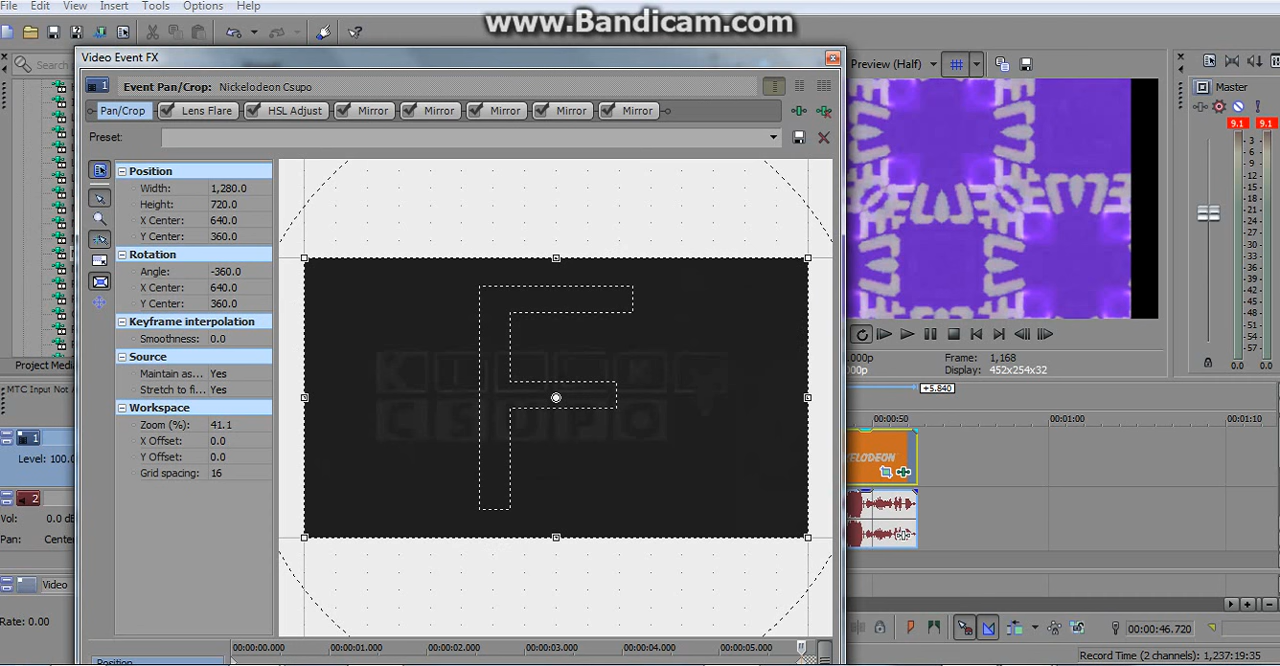 www.Bandicam.com
File Edit View Insert Tools Options Help
Video Event FX
Search
Event Pan/Crop: Nickelodeon Csupo
Pan/Crop Lens Flare HSL Adjust Mirror Mirror Mirror Mirror Mirror
Preset:
Position
Width: 1,280.0
Height: 720.0
X Center: 640.0
Y Center: 360.0
Rotation
Angle: -360.0
X Center: 640.0
Y Center: 360.0
Keyframe interpolation
Smoothness: 0.0
Source
Maintain as... Yes
Stretch to fi... Yes
Workspace
Zoom (%): 41.1
X Offset: 0.0
Y Offset: 0.0
Grid spacing: 16
KLASKY
CSUPO
00:00:00.000 00:00:01.000 00:00:02.000 00:00:03.000 00:00:04.000 00:00:05.000
Position
Project Media
MTC Input Not
1
Level: 100.
2
Vol: 0.0 dB
Pan: Cente
Video
Rate: 0.00
Preview (Half)
000p Frame: 1,168
000p Display: 452x254x32
Master
9.1 9.1
3
6
9
12
15
18
21
24
27
30
33
36
39
42
45
48
51
54
57
0.0 0.0
+5.840
00:00:50 00:01:00 00:01:10
ELODEON
00:00:46.720
Record Time (2 channels): 1,237:19:35